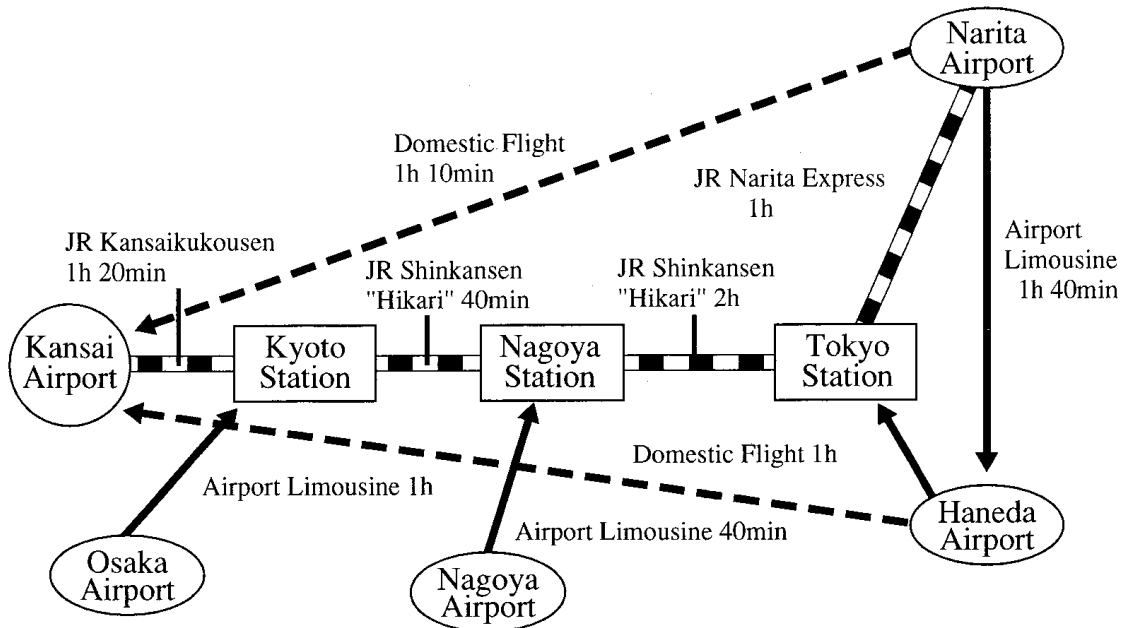 Narita
Airport
Domestic Flight
1h 10min
JR Narita Express
1h
Airport
Limousine
1h 40min
JR Kansaikukousen
1h 20min
JR Shinkansen
"Hikari" 40min
JR Shinkansen
"Hikari" 2h
Kansai
Airport
Kyoto
Station
Nagoya
Station
Tokyo
Station
Domestic Flight 1h
Airport Limousine 1h
Airport Limousine 40min
Haneda
Airport
Osaka
Airport
Nagoya
Airport